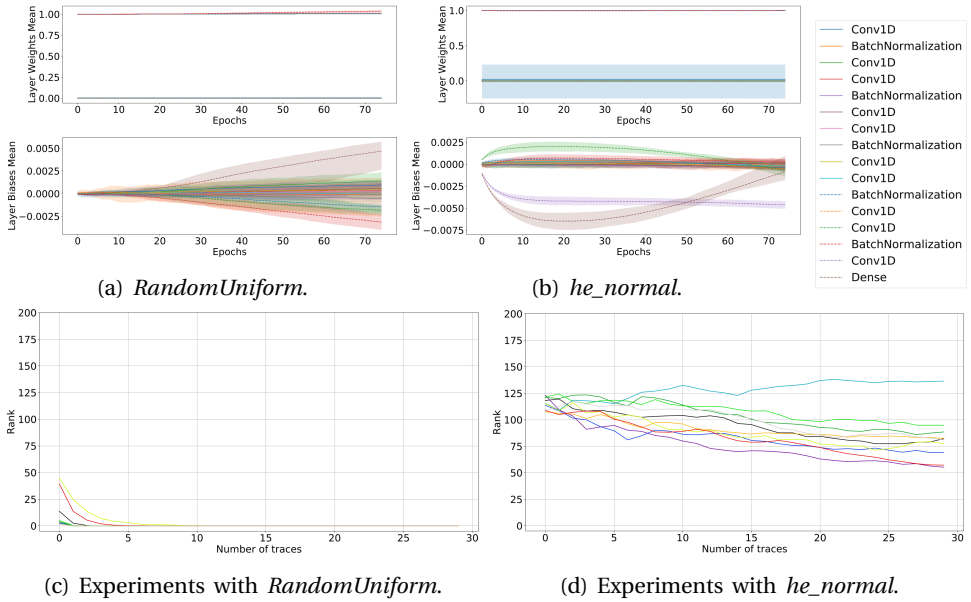 Layer Weights Mean
1.00
0.75
0.50
0.25
0.00
0 10 20 30 40 50 60 70
Epochs
Layer Biases Mean
0.0050
0.0025
0.0000
−0.0025
0 10 20 30 40 50 60 70
Epochs
(a) RandomUniform.
Layer Weights Mean
1.0
0.5
0.0
0 10 20 30 40 50 60 70
Epochs
Layer Biases Mean
0.0025
0.0000
−0.0025
−0.0050
−0.0075
0 10 20 30 40 50 60 70
Epochs
(b) he_normal.
Conv1D
BatchNormalization
Conv1D
Conv1D
BatchNormalization
Conv1D
Conv1D
BatchNormalization
Conv1D
Conv1D
BatchNormalization
Conv1D
Conv1D
BatchNormalization
Conv1D
Dense
Rank
200
175
150
125
100
75
50
25
0
0 5 10 15 20 25 30
Number of traces
(c) Experiments with RandomUniform.
Rank
200
175
150
125
100
75
50
25
0
0 5 10 15 20 25 30
Number of traces
(d) Experiments with he_normal.